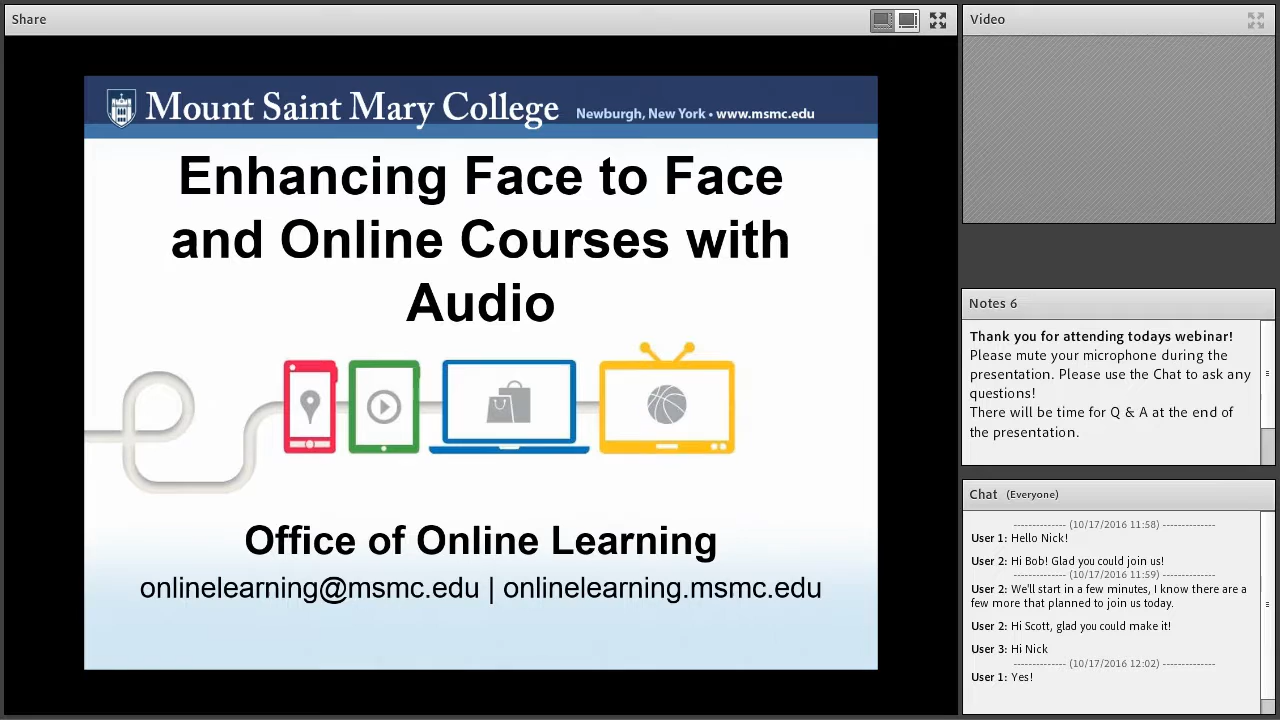 Share
Mount Saint Mary College Newburgh, New York • www.msmc.edu
Enhancing Face to Face
and Online Courses with
Audio
Office of Online Learning
onlinelearning@msmc.edu | onlinelearning.msmc.edu
Video
Notes 6
Thank you for attending todays webinar!
Please mute your microphone during the
presentation. Please use the Chat to ask any
questions!
There will be time for Q & A at the end of
the presentation.
Chat (Everyone)
-------------- (10/17/2016 11:58) --------------
User 1: Hello Nick!
User 2: Hi Bob! Glad you could join us!
-------------- (10/17/2016 11:59) --------------
User 2: We'll start in a few minutes, I know there are a
few more that planned to join us today.
User 2: Hi Scott, glad you could make it!
User 3: Hi Nick
-------------- (10/17/2016 12:02) --------------
User 1: Yes!